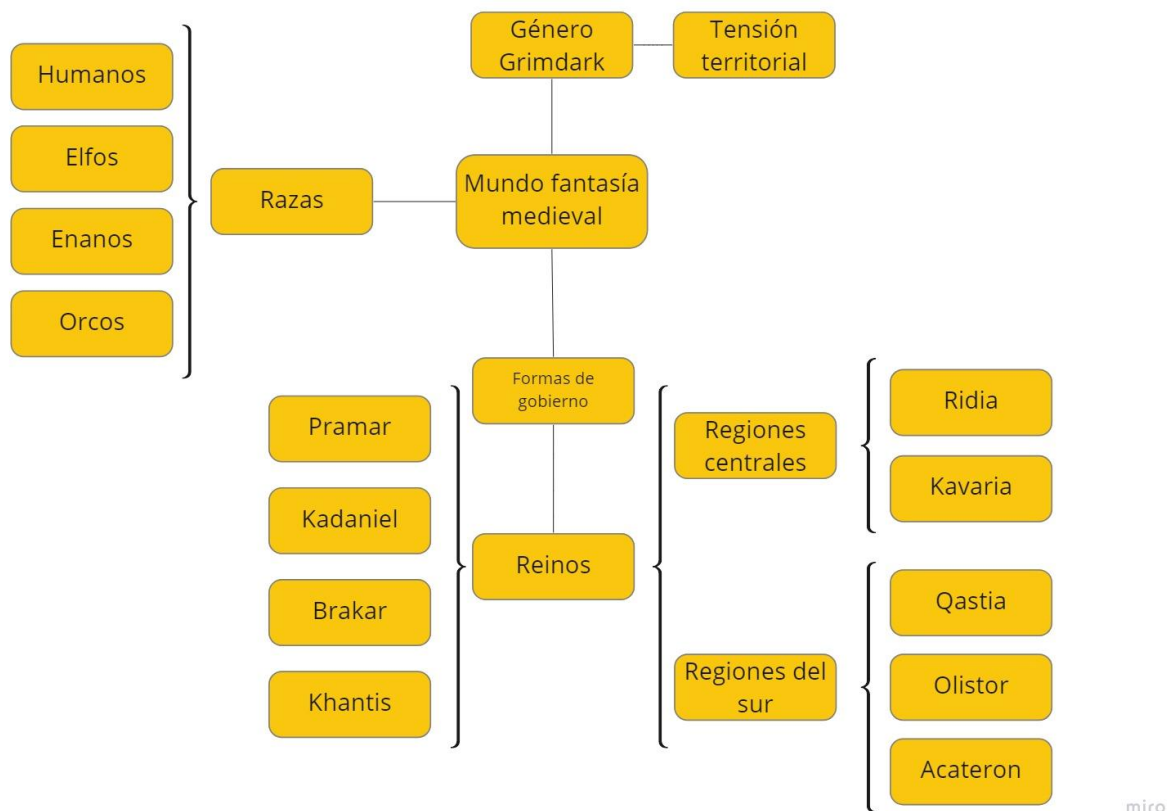 Género
Grimdark
Tensión
territorial
Humanos
Elfos
Enanos
Orcos
Razas
Mundo fantasía
medieval
Formas de
gobierno
Pramar
Kadaniel
Brakar
Khantis
Reinos
Regiones
centrales
Ridia
Kavaria
Regiones del
sur
Qastia
Olistor
Acateron
miro